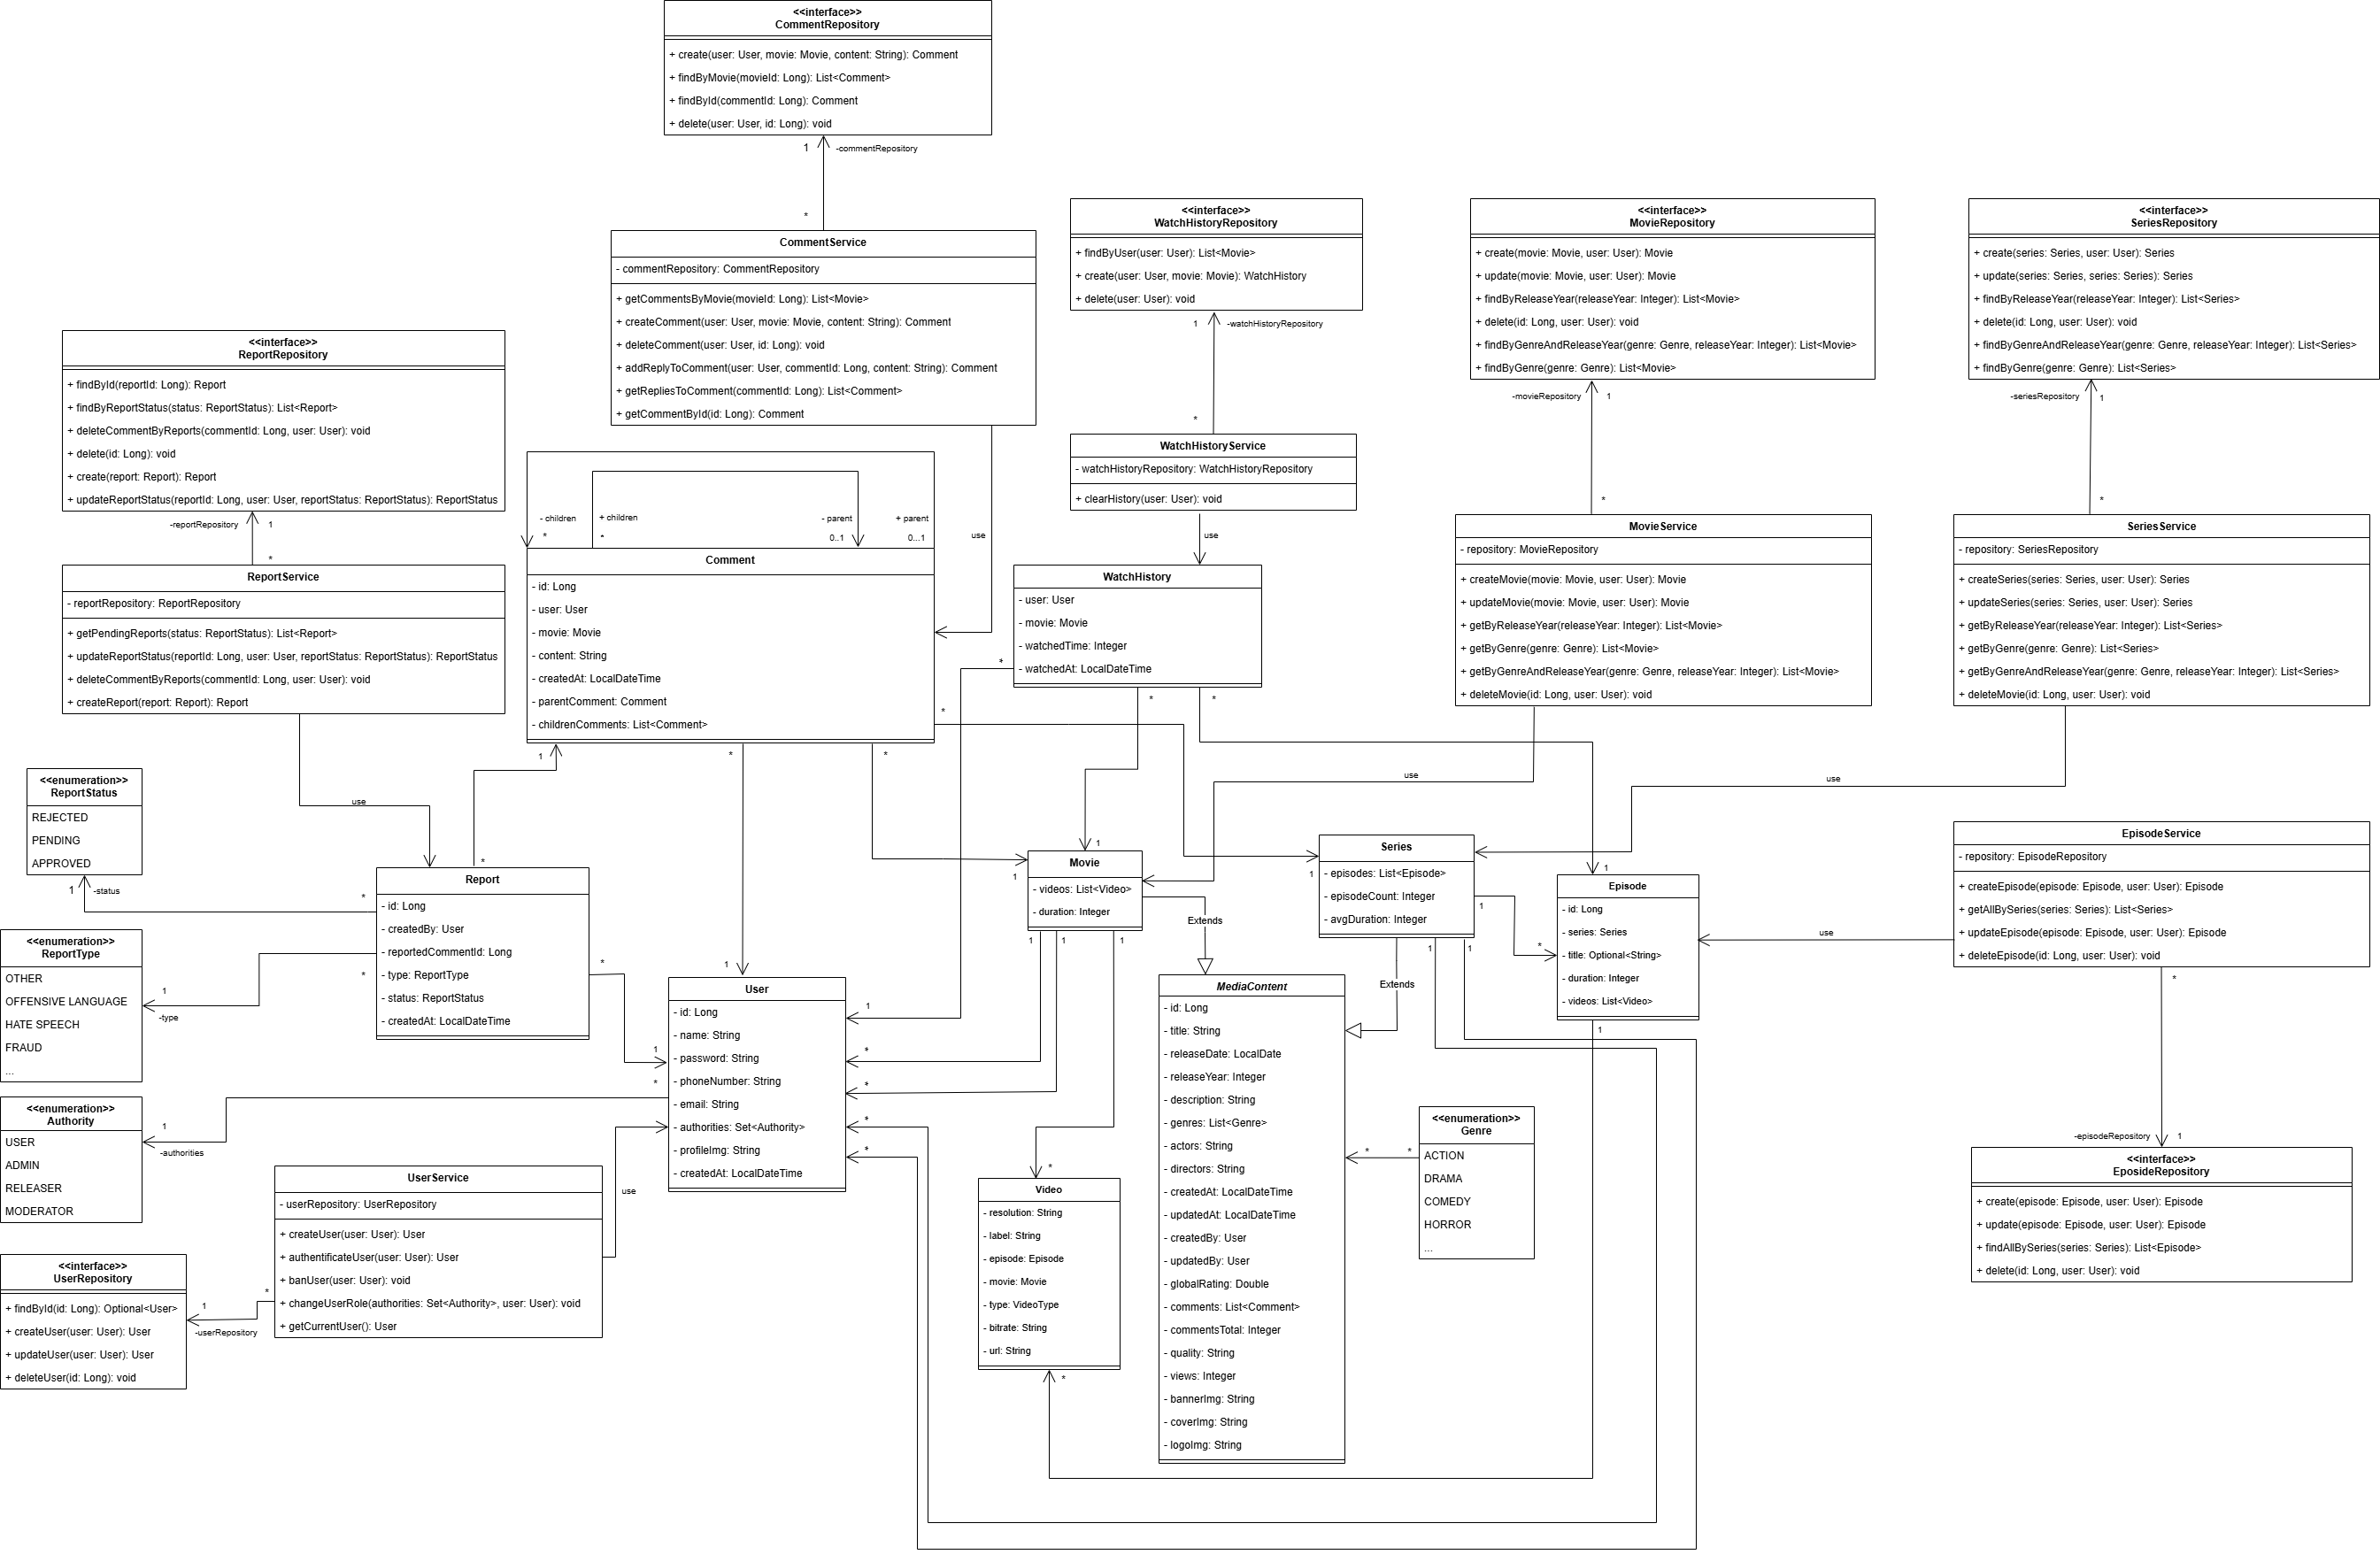 <<interface>>
CommentRepository
+ create(user: User, movie: Movie, content: String): Comment
+ findByMovie(movieId: Long): List<Comment>
+ findById(commentId: Long): Comment
+ delete(user: User, id: Long): void
1
-commentRepository
*
CommentService
- commentRepository: CommentRepository
+ getCommentsByMovie(movieId: Long): List<Movie>
+ createComment(user: User, movie: Movie, content: String): Comment
+ deleteComment(user: User, id: Long): void
+ addReplyToComment(user: User, commentId: Long, content: String): Comment
+ getRepliesToComment(commentId: Long): List<Comment>
+ getCommentById(id: Long): Comment
use
<<interface>>
WatchHistoryRepository
+ findByUser(user: User): List<Movie>
+ create(user: User, movie: Movie): WatchHistory
+ delete(user: User): void
1
-watchHistoryRepository
*
WatchHistoryService
- watchHistoryRepository: WatchHistoryRepository
+ clearHistory(user: User): void
use
<<interface>>
MovieRepository
+ create(movie: Movie, user: User): Movie
+ update(movie: Movie, user: User): Movie
+ findByReleaseYear(releaseYear: Integer): List<Movie>
+ delete(id: Long, user: User): void
+ findByGenreAndReleaseYear(genre: Genre, releaseYear: Integer): List<Movie>
+ findByGenre(genre: Genre): List<Movie>
-movieRepository
1
*
<<interface>>
SeriesRepository
+ create(series: Series, user: User): Series
+ update(series: Series, series: Series): Series
+ findByReleaseYear(releaseYear: Integer): List<Series>
+ delete(id: Long, user: User): void
+ findByGenreAndReleaseYear(genre: Genre, releaseYear: Integer): List<Series>
+ findByGenre(genre: Genre): List<Series>
-seriesRepository
1
*
<<interface>>
ReportRepository
+ findById(reportId: Long): Report
+ findByReportStatus(status: ReportStatus): List<Report>
+ deleteCommentByReports(commentId: Long, user: User): void
+ delete(id: Long): void
+ create(report: Report): Report
+ updateReportStatus(reportId: Long, user: User, reportStatus: ReportStatus): ReportStatus
-reportRepository
1
*
ReportService
- reportRepository: ReportRepository
+ getPendingReports(status: ReportStatus): List<Report>
+ updateReportStatus(reportId: Long, user: User, reportStatus: ReportStatus): ReportStatus
+ deleteCommentByReports(commentId: Long, user: User): void
+ createReport(report: Report): Report
use
- children
*
+ children
*
- parent
0..1
+ parent
0...1
Comment
- id: Long
- user: User
- movie: Movie
- content: String
- createdAt: LocalDateTime
- parentComment: Comment
- childrenComments: List<Comment>
1
*
*
*
WatchHistory
- user: User
- movie: Movie
- watchedTime: Integer
- watchedAt: LocalDateTime
*
*
*
MovieService
- repository: MovieRepository
+ createMovie(movie: Movie, user: User): Movie
+ updateMovie(movie: Movie, user: User): Movie
+ getByReleaseYear(releaseYear: Integer): List<Movie>
+ getByGenre(genre: Genre): List<Movie>
+ getByGenreAndReleaseYear(genre: Genre, releaseYear: Integer): List<Movie>
+ deleteMovie(id: Long, user: User): void
use
SeriesService
- repository: SeriesRepository
+ createSeries(series: Series, user: User): Series
+ updateSeries(series: Series, user: User): Series
+ getByReleaseYear(releaseYear: Integer): List<Series>
+ getByGenre(genre: Genre): List<Series>
+ getByGenreAndReleaseYear(genre: Genre, releaseYear: Integer): List<Series>
+ deleteMovie(id: Long, user: User): void
use
<<enumeration>>
ReportStatus
REJECTED
PENDING
APPROVED
1
-status
*
*
Report
- id: Long
- createdBy: User
- reportedCommentId: Long
- type: ReportType
- status: ReportStatus
- createdAt: LocalDateTime
*
*
1
<<enumeration>>
ReportType
OTHER
OFFENSIVE LANGUAGE
HATE SPEECH
FRAUD
...
1
-type
<<enumeration>>
Authority
USER
ADMIN
RELEASER
MODERATOR
1
-authorities
*
1
User
- id: Long
- name: String
- password: String
- phoneNumber: String
- email: String
- authorities: Set<Authority>
- profileImg: String
- createdAt: LocalDateTime
1
*
*
*
*
1
1
Movie
- videos: List<Video>
- duration: Integer
1
1
1
Extends
1
Series
- episodes: List<Episode>
- episodeCount: Integer
- avgDuration: Integer
1
*
1
1
Extends
1
Episode
- id: Long
- series: Series
- title: Optional<String>
- duration: Integer
- videos: List<Video>
1
use
EpisodeService
- repository: EpisodeRepository
+ createEpisode(episode: Episode, user: User): Episode
+ getAllBySeries(series: Series): List<Series>
+ updateEpisode(episode: Episode, user: User): Episode
+ deleteEpisode(id: Long, user: User): void
*
-episodeRepository
1
<<interface>>
EposideRepository
+ create(episode: Episode, user: User): Episode
+ update(episode: Episode, user: User): Episode
+ findAllBySeries(series: Series): List<Episode>
+ delete(id: Long, user: User): void
MediaContent
- id: Long
- title: String
- releaseDate: LocalDate
- releaseYear: Integer
- description: String
- genres: List<Genre>
- actors: String
- directors: String
- createdAt: LocalDateTime
- updatedAt: LocalDateTime
- createdBy: User
- updatedBy: User
- globalRating: Double
- comments: List<Comment>
- commentsTotal: Integer
- quality: String
- views: Integer
- bannerImg: String
- coverImg: String
- logoImg: String
*
*
<<enumeration>>
Genre
ACTION
DRAMA
COMEDY
HORROR
...
*
Video
- resolution: String
- label: String
- episode: Episode
- movie: Movie
- type: VideoType
- bitrate: String
- url: String
*
UserService
- userRepository: UserRepository
+ createUser(user: User): User
+ authentificateUser(user: User): User
+ banUser(user: User): void
+ changeUserRole(authorities: Set<Authority>, user: User): void
+ getCurrentUser(): User
use
*
1
-userRepository
<<interface>>
UserRepository
+ findById(id: Long): Optional<User>
+ createUser(user: User): User
+ updateUser(user: User): User
+ deleteUser(id: Long): void